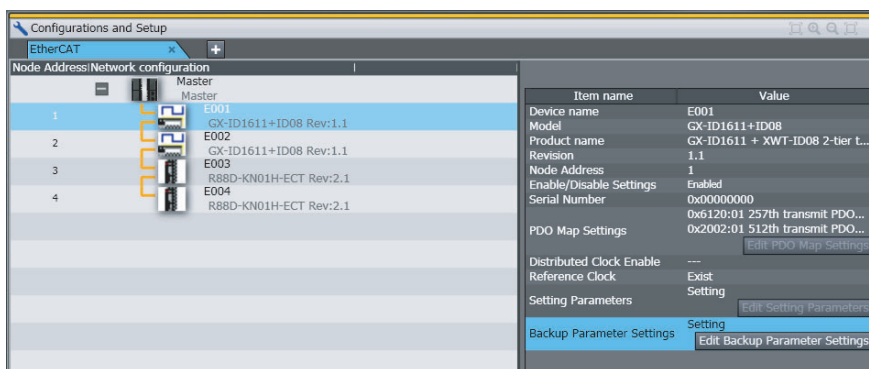 Configurations and Setup
EtherCAT
Node Address|Network configuration
Master
Master
1
E001
GX-ID1611+ID08 Rev:1.1
2
E002
GX-ID1611+ID08 Rev:1.1
3
E003
R88D-KN01H-ECT Rev:2.1
4
E004
R88D-KN01H-ECT Rev:2.1
Item name Value
Device name E001
Model GX-ID1611+ID08
Product name GX-ID1611 + XWT-ID08 2-tier t...
Revision 1.1
Node Address 1
Enable/Disable Settings Enabled
Serial Number 0x00000000
PDO Map Settings
0x6120:01 257th transmit PDO...
0x2002:01 512th transmit PDO...
Edit PDO Map Settings
Distributed Clock Enable ---
Reference Clock Exist
Setting Parameters
Setting
Edit Setting Parameters
Backup Parameter Settings
Setting
Edit Backup Parameter Settings